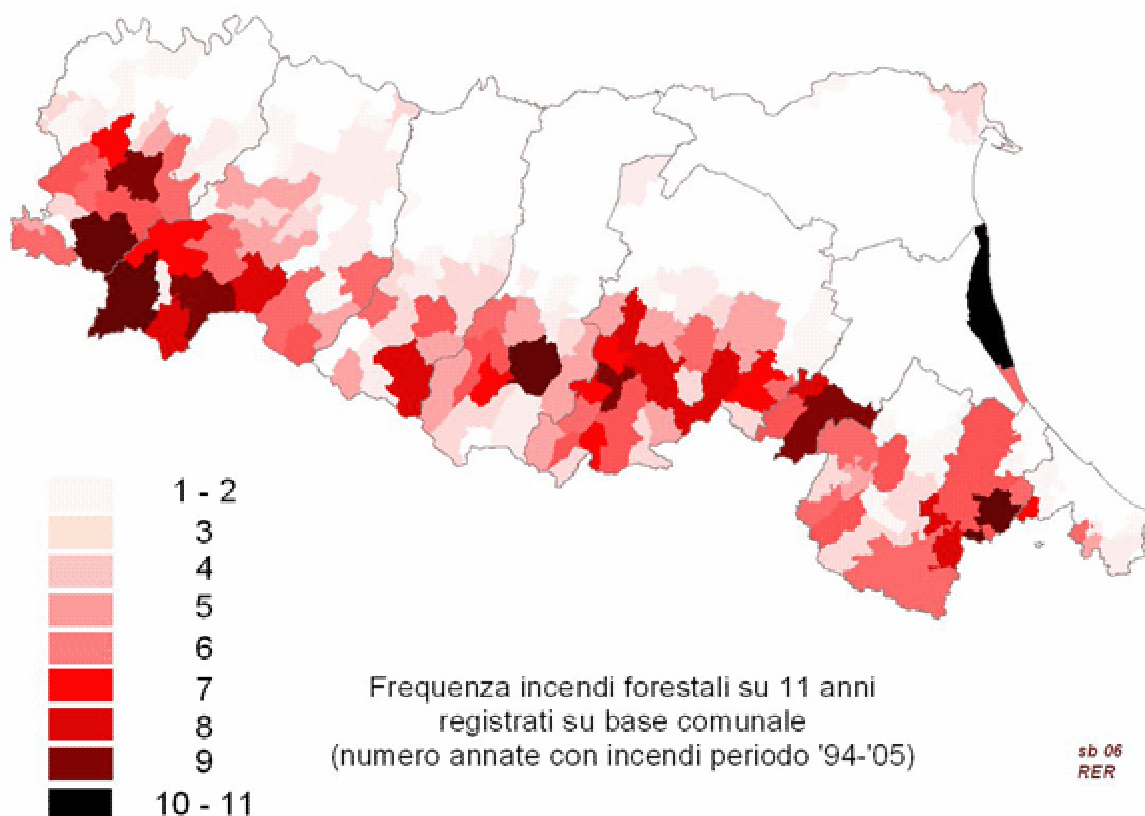 1 - 2
3
4
5
6
7
8
9
10 - 11
Frequenza incendi forestali su 11 anni
registrati su base comunale
(numero annate con incendi periodo '94-'05)
sb 06
RER